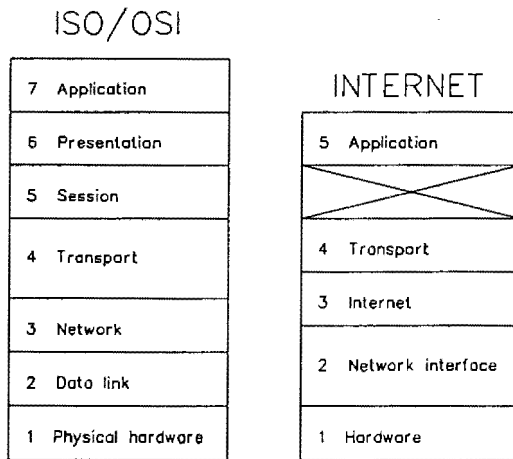 ISO/OSI
7 Application
6 Presentation
5 Session
4 Transport
3 Network
2 Data link
1 Physical hardware
INTERNET
5 Application
4 Transport
3 Internet
2 Network interface
1 Hardware